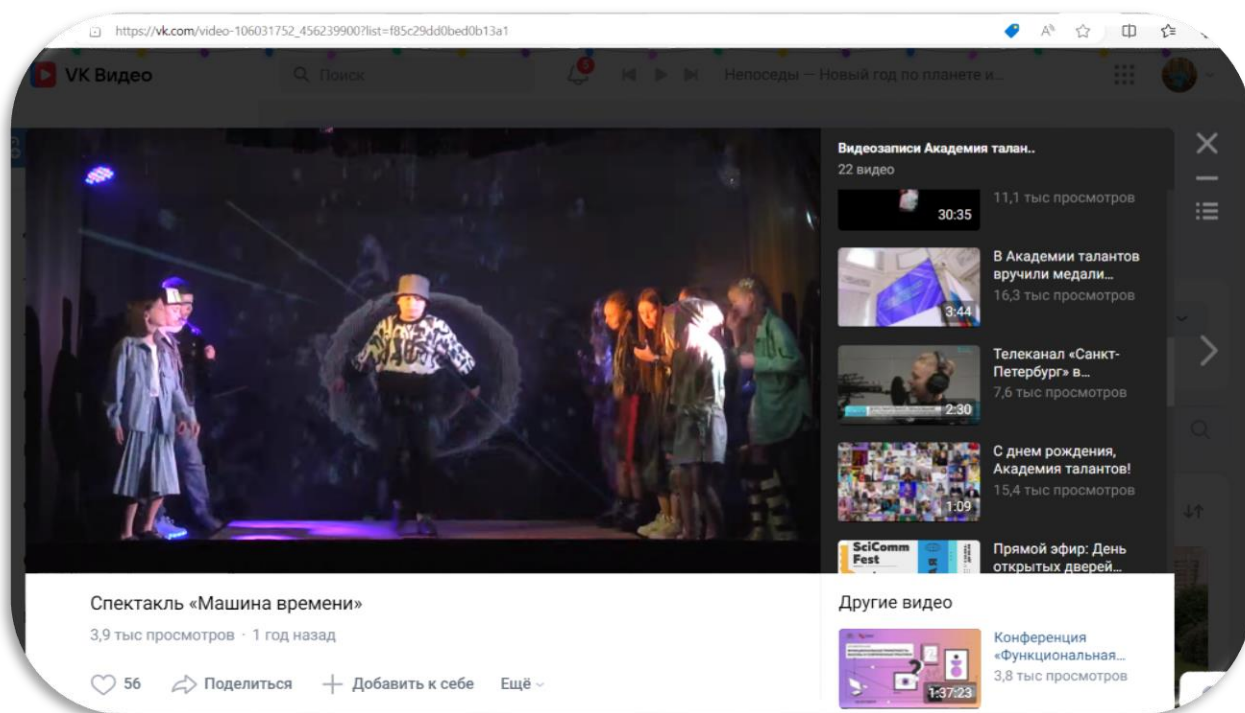 https://vk.com/video-106031752_456239900?list=f85c29dd0bed0b13a1
VK Видео
Поиск
6
Непоседы — Новый год по планете и...
Видеозаписи Академия талан..
22 видео
11,1 тыс просмотров
30:35
В Академии талантов
вручили медали...
16,3 тыс просмотров
3:44
Телеканал «Санкт-
Петербург» в...
7,6 тыс просмотров
2:30
С днем рождения,
Академия талантов!
15,4 тыс просмотров
1:09
SciComm
Fest
Прямой эфир: День
открытых дверей...
Спектакль «Машина времени»
3,9 тыс просмотров · 1 год назад
56
Поделиться
Добавить к себе
Ещё
Другие видео
Конференция
«Функциональная...
3,8 тыс просмотров
1:37:23